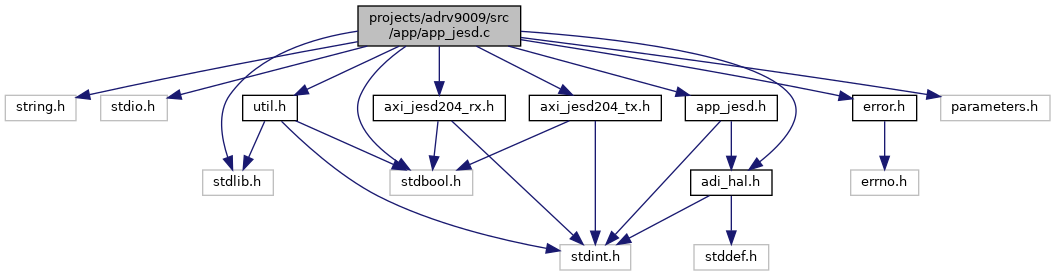 projects/adrv9009/src
/app/app_jesd.c
string.h
stdio.h
util.h
axi_jesd204_rx.h
axi_jesd204_tx.h
app_jesd.h
error.h
parameters.h
stdlib.h
stdbool.h
adi_hal.h
errno.h
stdint.h
stddef.h